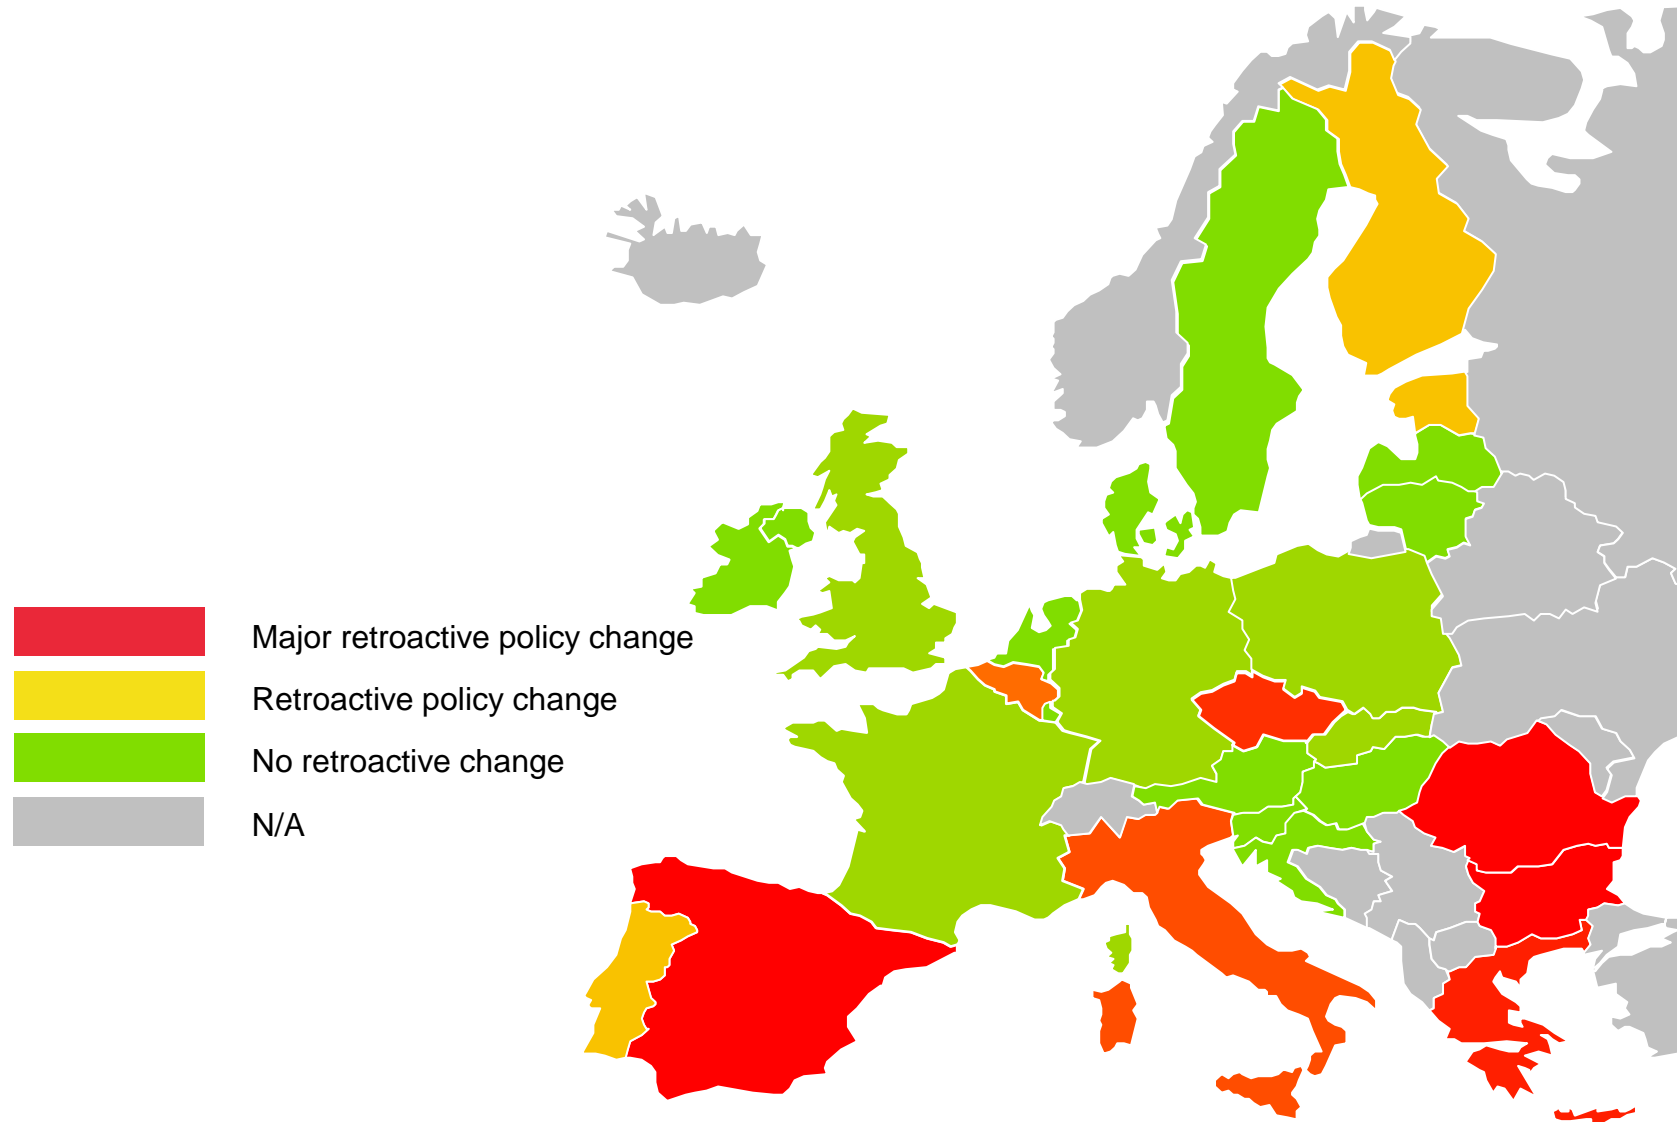 Major retroactive policy change
Retroactive policy change
No retroactive change
N/A